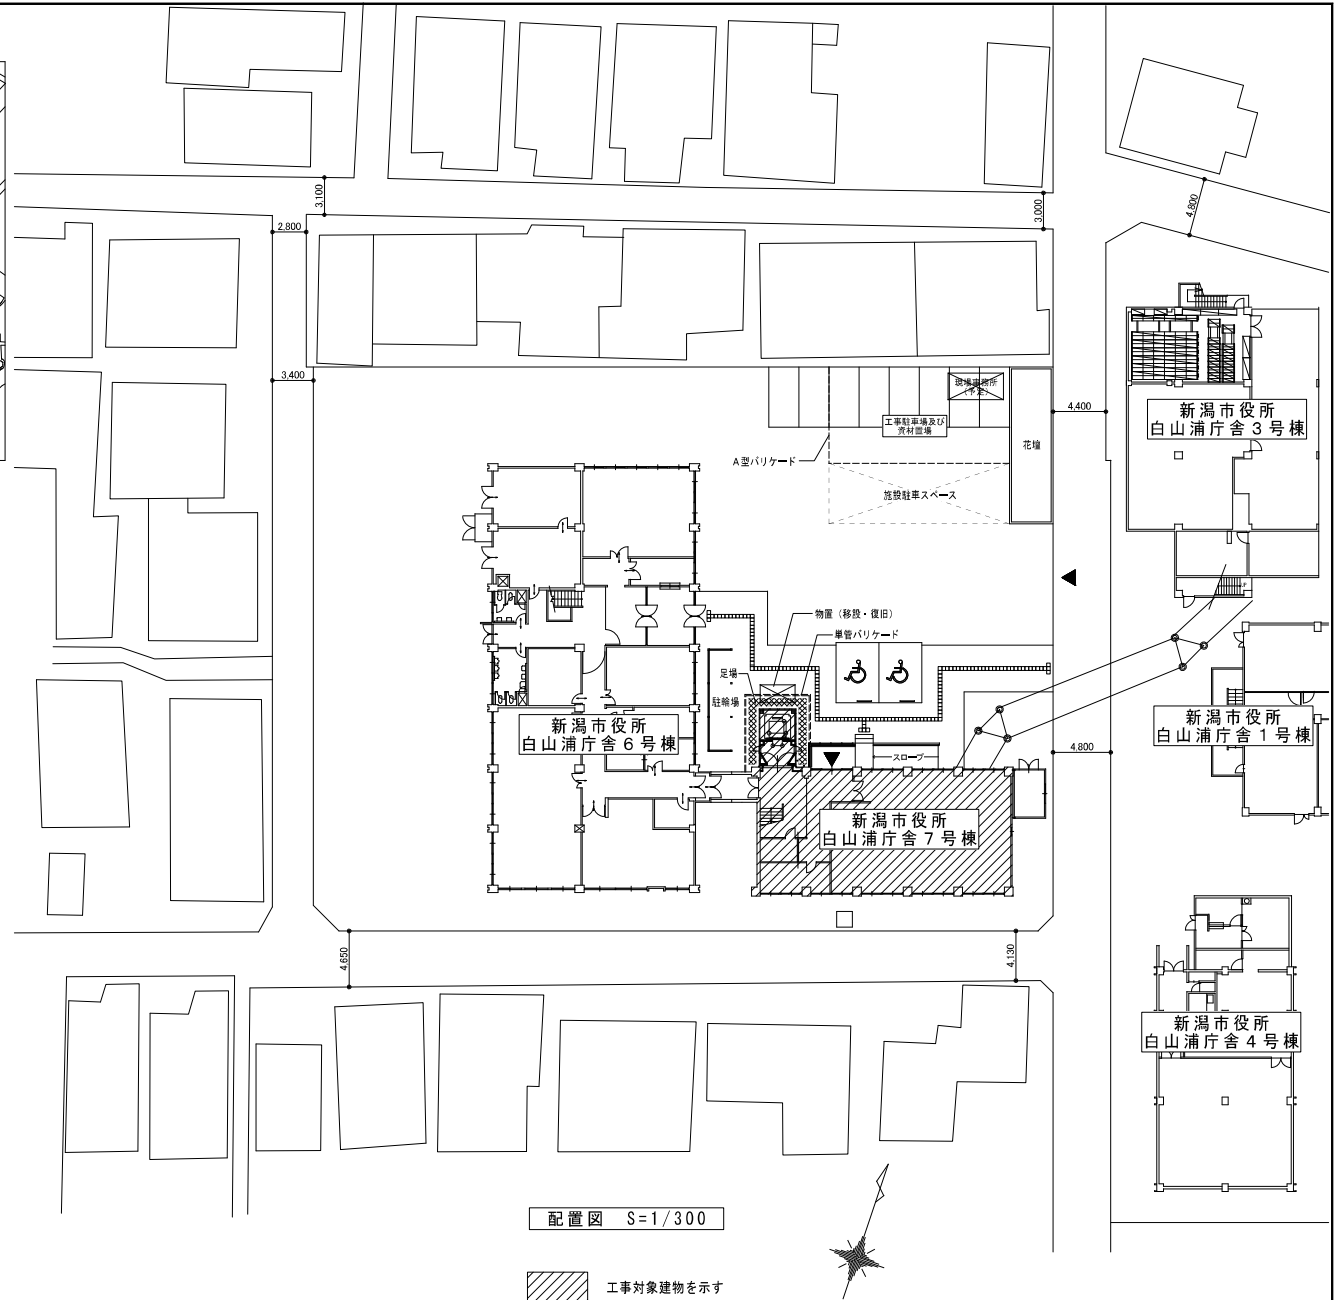 3,100
2,800
3,000
4,800
3,400
4,400
現場事務所
(予定)
新潟市役所
白山浦庁舎３号棟
工事駐車場及び
資材置場
花壇
A型バリケード
施設駐車スペース
物置（移設・復旧）
単管バリケード
足場
駐輪場
新潟市役所
白山浦庁舎６号棟
スロープ
新潟市役所
白山浦庁舎１号棟
4,800
新潟市役所
白山浦庁舎７号棟
4,650
4,130
新潟市役所
白山浦庁舎４号棟
配置図 S=1/300
工事対象建物を示す